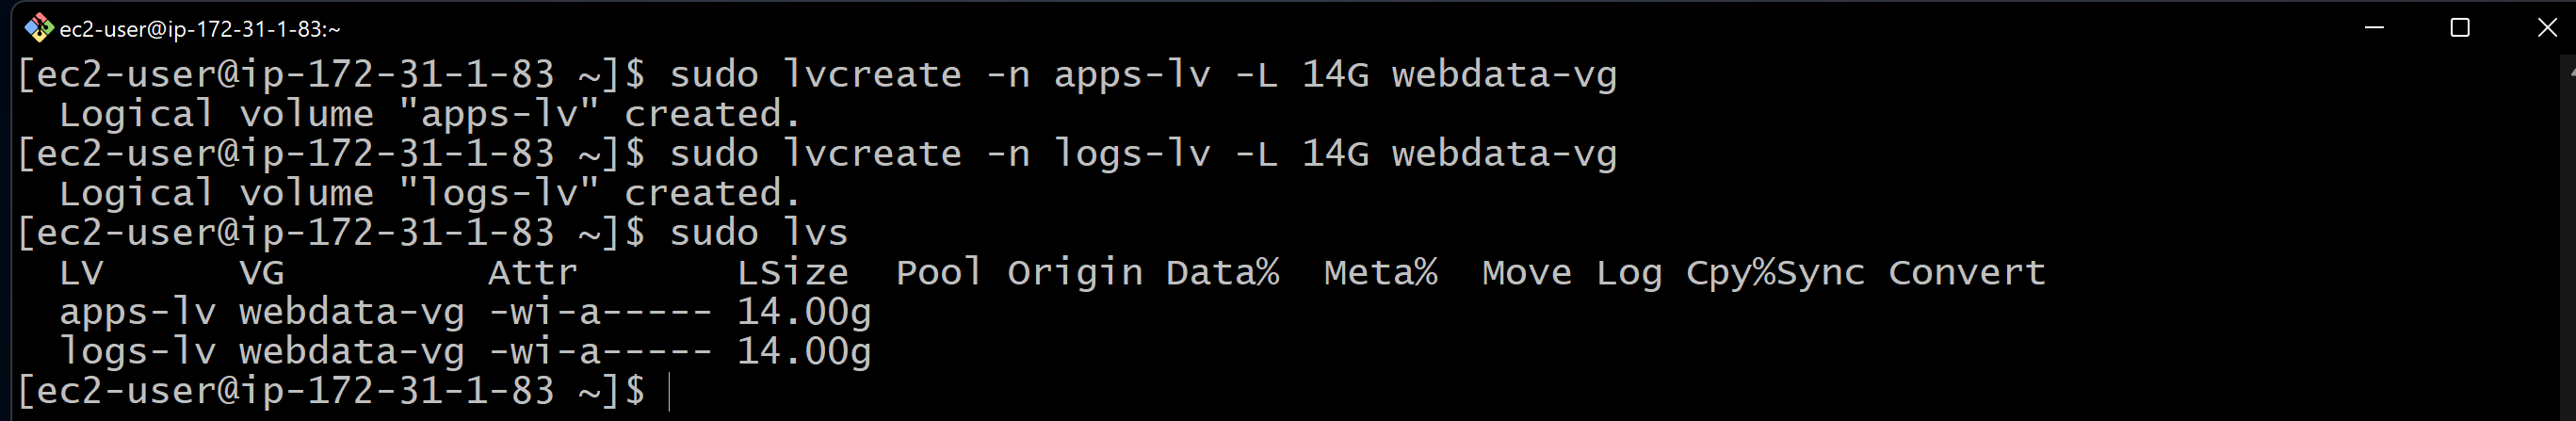 ec2-user@ip-172-31-1-83:~
[ec2-user@ip-172-31-1-83 ~]$ sudo lvcreate -n apps-lv -L 14G webdata-vg
  Logical volume "apps-lv" created.
[ec2-user@ip-172-31-1-83 ~]$ sudo lvcreate -n logs-lv -L 14G webdata-vg
  Logical volume "logs-lv" created.
[ec2-user@ip-172-31-1-83 ~]$ sudo lvs
  LV      VG         Attr       LSize  Pool Origin Data%  Meta%  Move Log Cpy%Sync Convert
  apps-lv webdata-vg -wi-a----- 14.00g
  logs-lv webdata-vg -wi-a----- 14.00g
[ec2-user@ip-172-31-1-83 ~]$